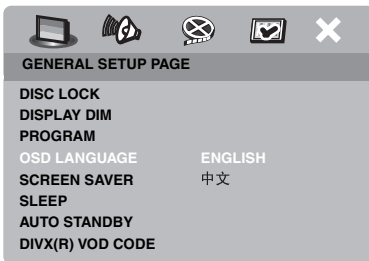 GENERAL SETUP PAGE
DISC LOCK
DISPLAY DIM
PROGRAM
OSD LANGUAGE ENGLISH
SCREEN SAVER 中文
SLEEP
AUTO STANDBY
DIVX(R) VOD CODE